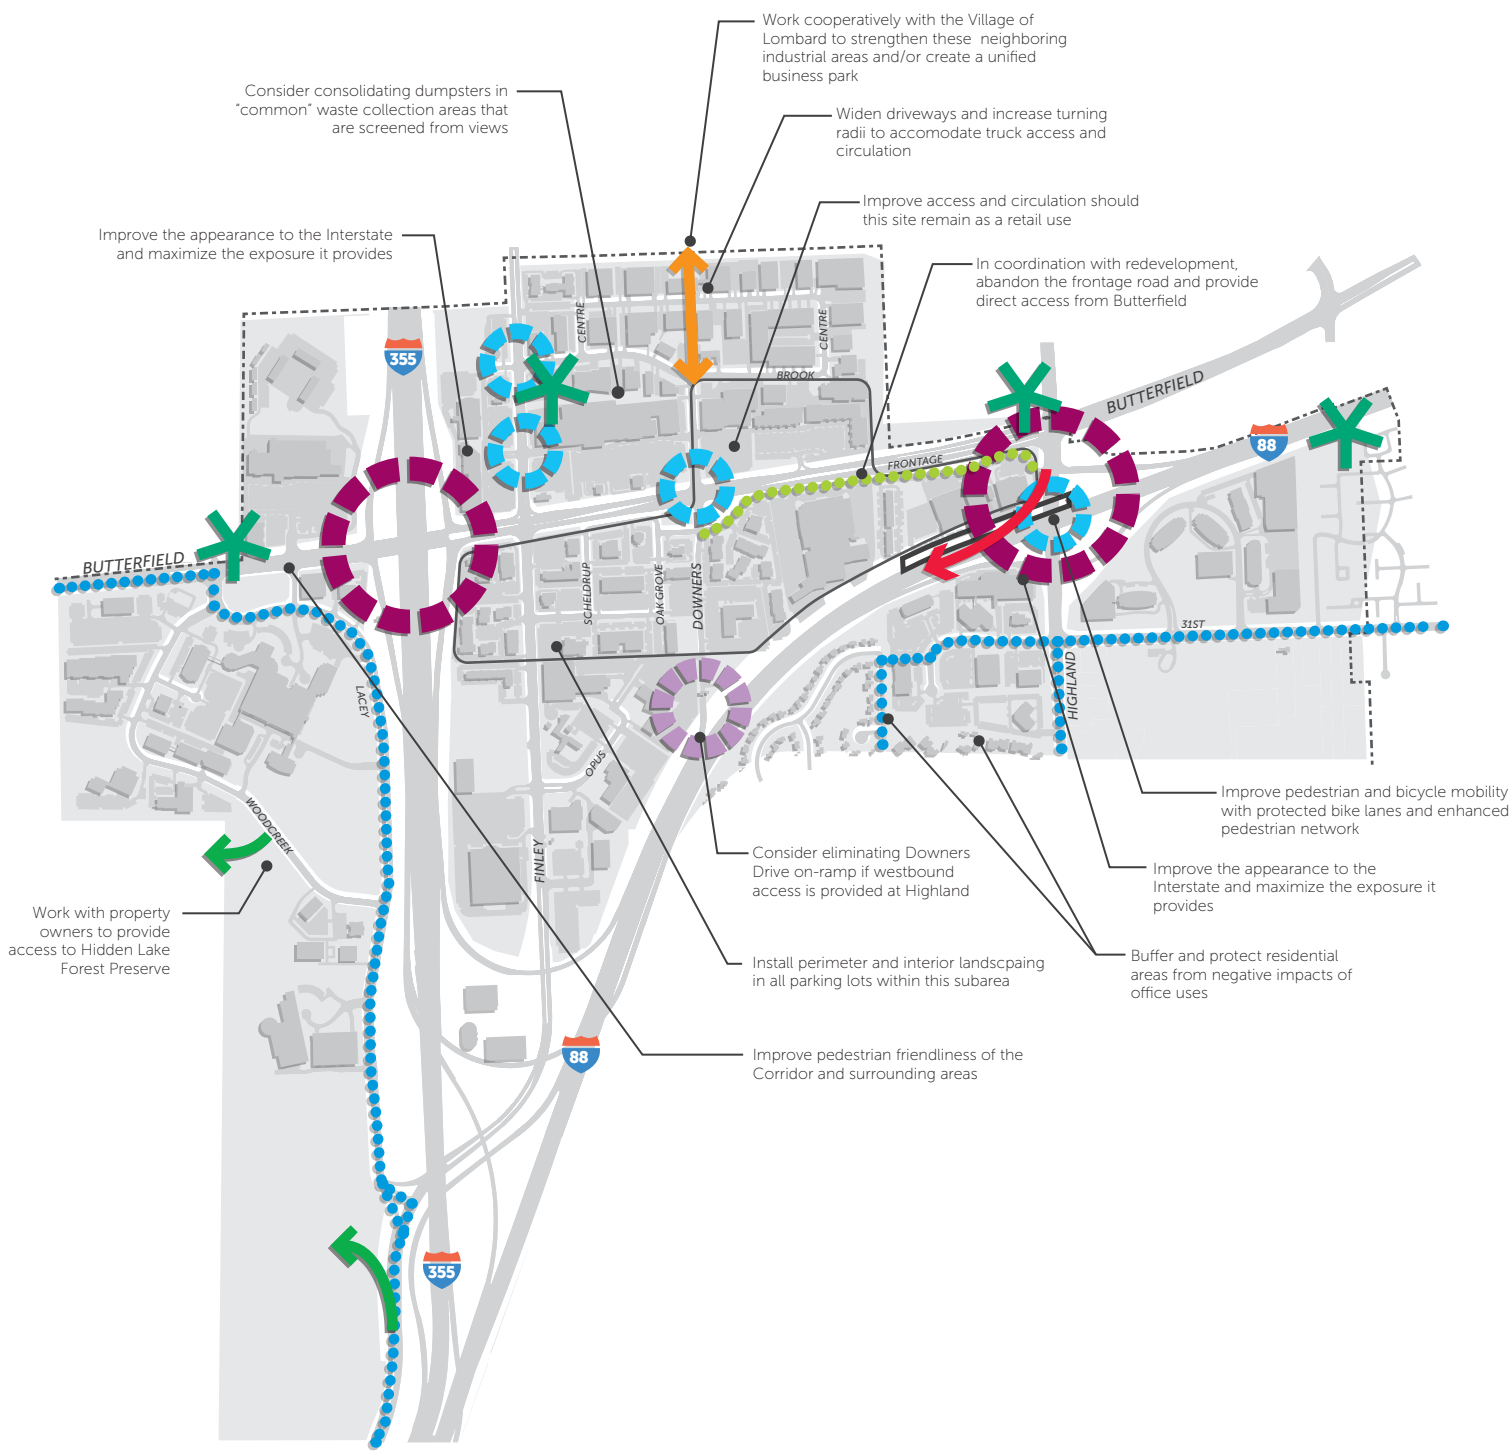 Work cooperatively with the Village of
Lombard to strengthen these neighboring
industrial areas and/or create a unified
business park
Consider consolidating dumpsters in
"common" waste collection areas that
are screened from views
Widen driveways and increase turning
radii to accomodate truck access and
circulation
Improve access and circulation should
this site remain as a retail use
Improve the appearance to the Interstate
and maximize the exposure it provides
In coordination with redevelopment,
abandon the frontage road and provide
direct access from Butterfield
CENTRE
CENTRE
355
BROOK
BUTTERFIELD
88
FRONTAGE
BUTTERFIELD
SCHELDRUP
OAK GROVE
DOWNERS
31ST
LACEY
HIGHLAND
OPUS
WOODCREEK
FINLEY
Improve pedestrian and bicycle mobility
with protected bike lanes and enhanced
pedestrian network
Consider eliminating Downers
Drive on-ramp if westbound
access is provided at Highland
Improve the appearance to the
Interstate and maximize the exposure it
provides
Work with property
owners to provide
access to Hidden Lake
Forest Preserve
Install perimeter and interior landscpaing
in all parking lots within this subarea
Buffer and protect residential
areas from negative impacts of
office uses
Improve pedestrian friendliness of the
Corridor and surrounding areas
88
355